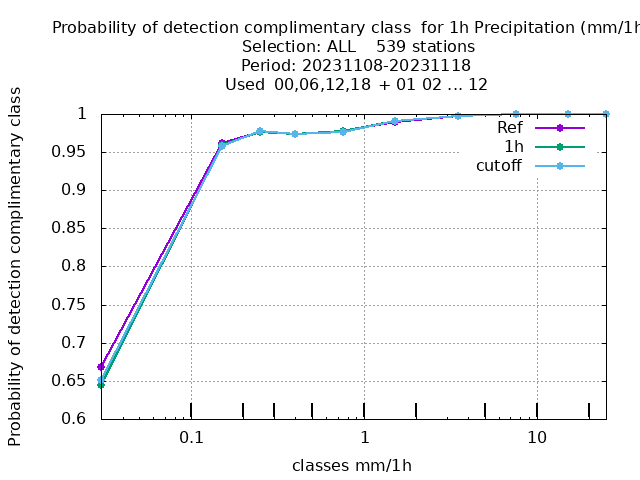 Probability of detection complimentary class  for 1h Precipitation (mm/1h
Selection: ALL    539 stations
Period: 20231108-20231118
Used  00,06,12,18  + 01 02 ... 12
Probability of detection complimentary class
1
0.95
0.9
0.85
0.8
0.75
0.7
0.65
0.6
Ref
1h
cutoff
0.1
1
10
classes mm/1h